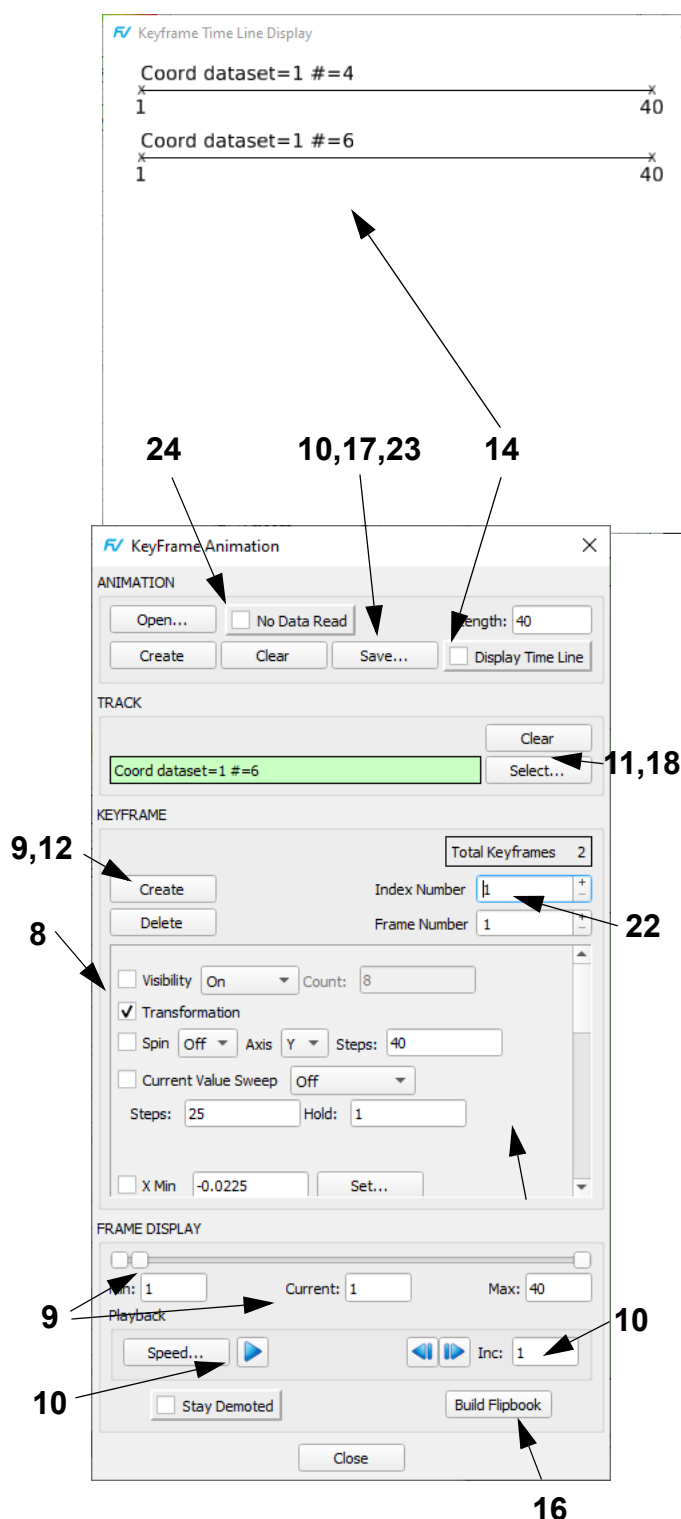 FV Keyframe Time Line Display
Coord dataset=1 #=4
x x
1 40
Coord dataset=1 #=6
x x
1 40
24 10,17,23 14
FV KeyFrame Animation
ANIMATION
Open... No Data Read Length: 40
Create Clear Save... Display Time Line
TRACK
Clear
Coord dataset=1 #=6 Select... 11,18
KEYFRAME
9,12 Total Keyframes 2
Create Index Number 1
Delete Frame Number 1 22
8
Visibility On Count: 8
Transformation
Spin Off Axis Y Steps: 40
Current Value Sweep Off
Steps: 25 Hold: 1
X Min -0.0225 Set...
FRAME DISPLAY
Min: 1 Current: 1 Max: 40
9 Playback 10
Speed... Inc: 1
10 Stay Demoted Build Flipbook
Close
16